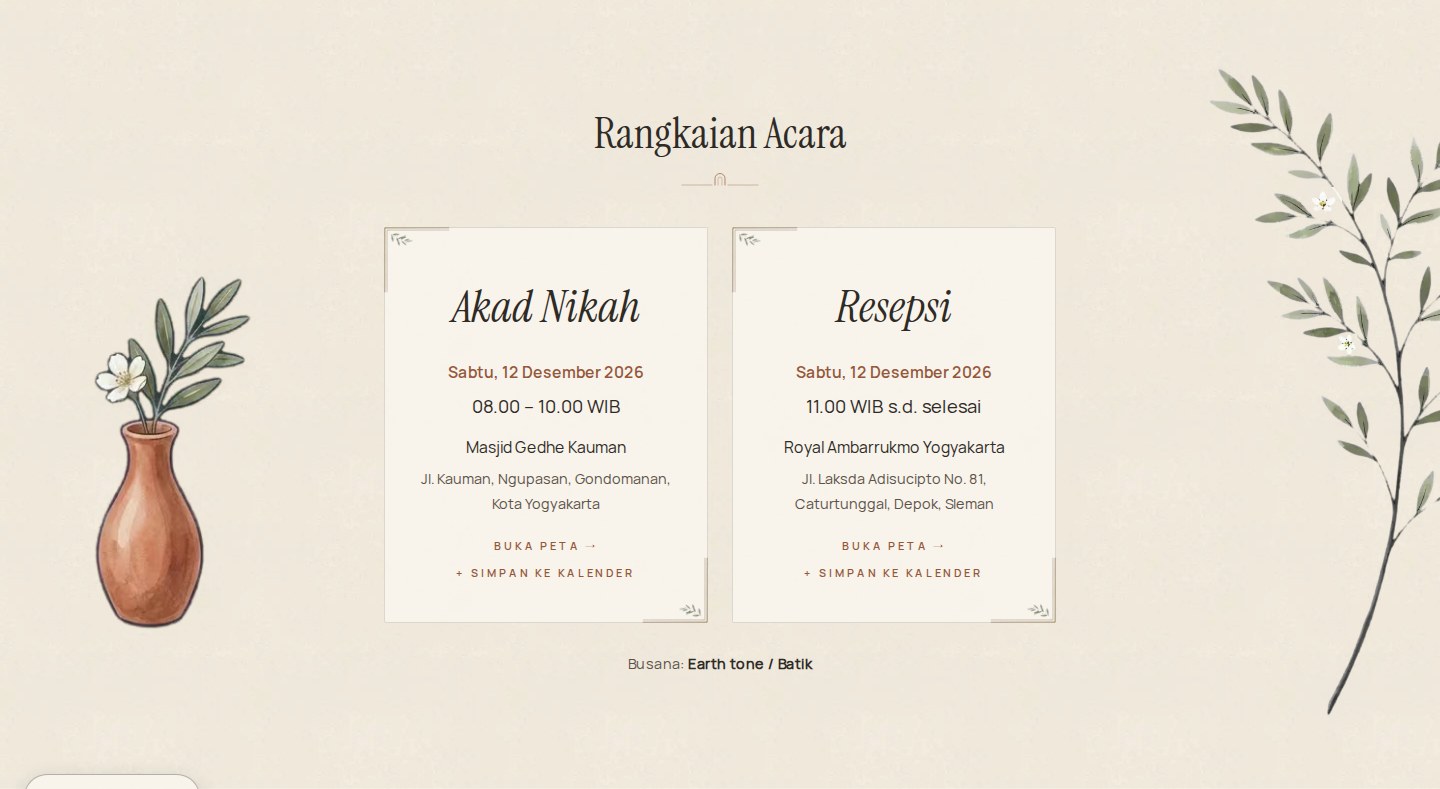 Rangkaian Acara
Akad Nikah
Sabtu, 12 Desember 2026
08.00 – 10.00 WIB
Masjid Gedhe Kauman
Jl. Kauman, Ngupasan, Gondomanan,
Kota Yogyakarta
BUKA PETA →
+ SIMPAN KE KALENDER
Resepsi
Sabtu, 12 Desember 2026
11.00 WIB s.d. selesai
Royal Ambarrukmo Yogyakarta
Jl. Laksda Adisucipto No. 81,
Caturtunggal, Depok, Sleman
BUKA PETA →
+ SIMPAN KE KALENDER
Busana: Earth tone / Batik